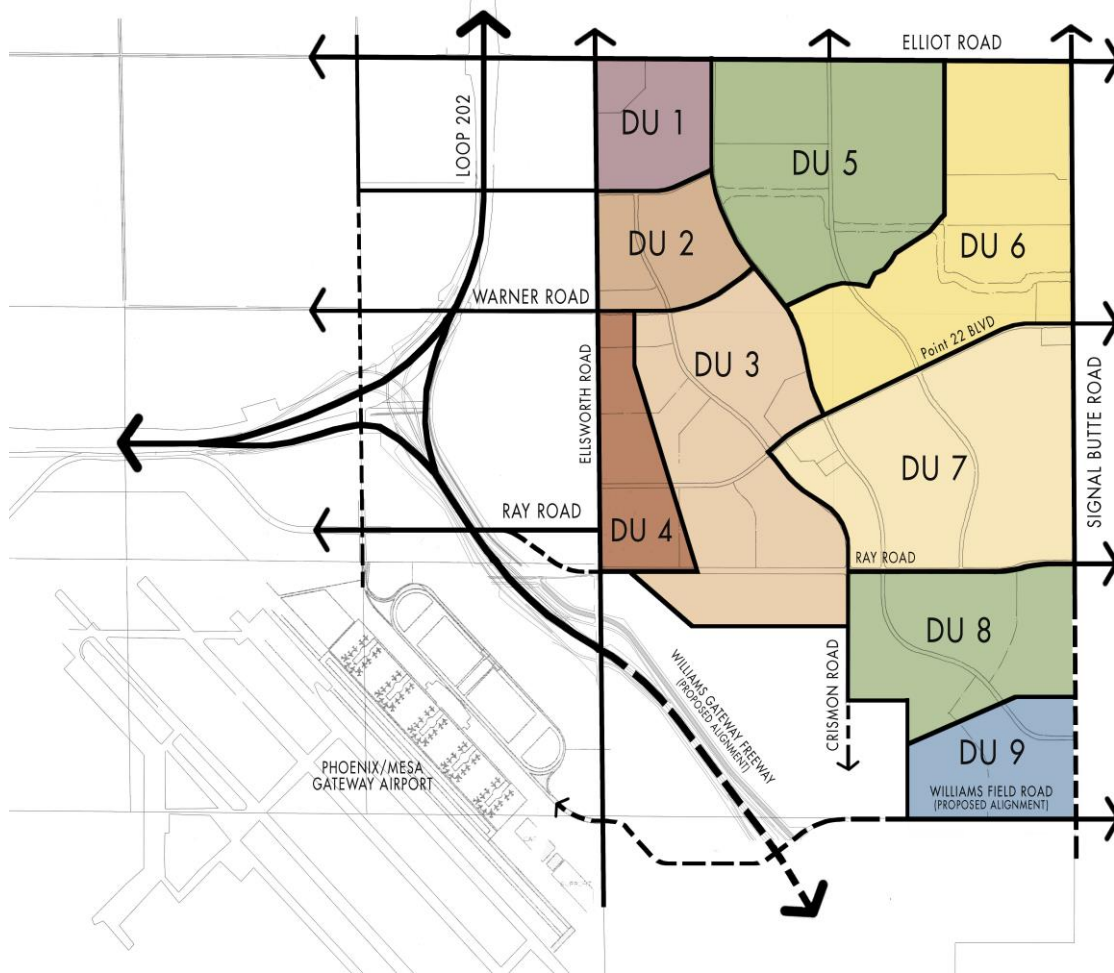 ELLIOT ROAD
LOOP 202
DU 1
DU 5
DU 2
DU 6
WARNER ROAD
Point 22 BLVD
DU 3
ELLSWORTH ROAD
SIGNAL BUTTE ROAD
DU 7
RAY ROAD
DU 4
RAY ROAD
DU 8
WILLIAMS GATEWAY FREEWAY
(PROPOSED ALIGNMENT)
CRISMON ROAD
PHOENIX/MESA
GATEWAY AIRPORT
DU 9
WILLIAMS FIELD ROAD
(PROPOSED ALIGNMENT)